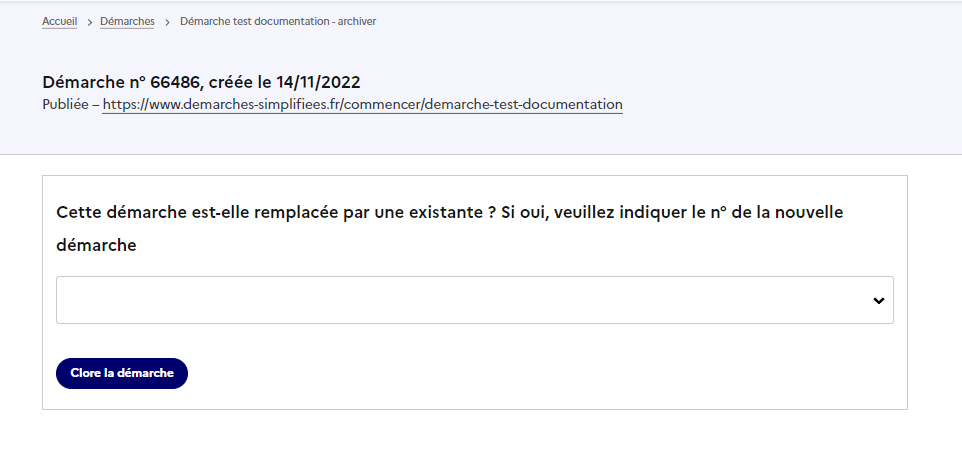 Accueil > Démarches > Démarche test documentation - archiver
Démarche n° 66486, créée le 14/11/2022
Publiée – https://www.demarches-simplifiees.fr/commencer/demarche-test-documentation
Cette démarche est-elle remplacée par une existante ? Si oui, veuillez indiquer le n° de la nouvelle
démarche
Clore la démarche